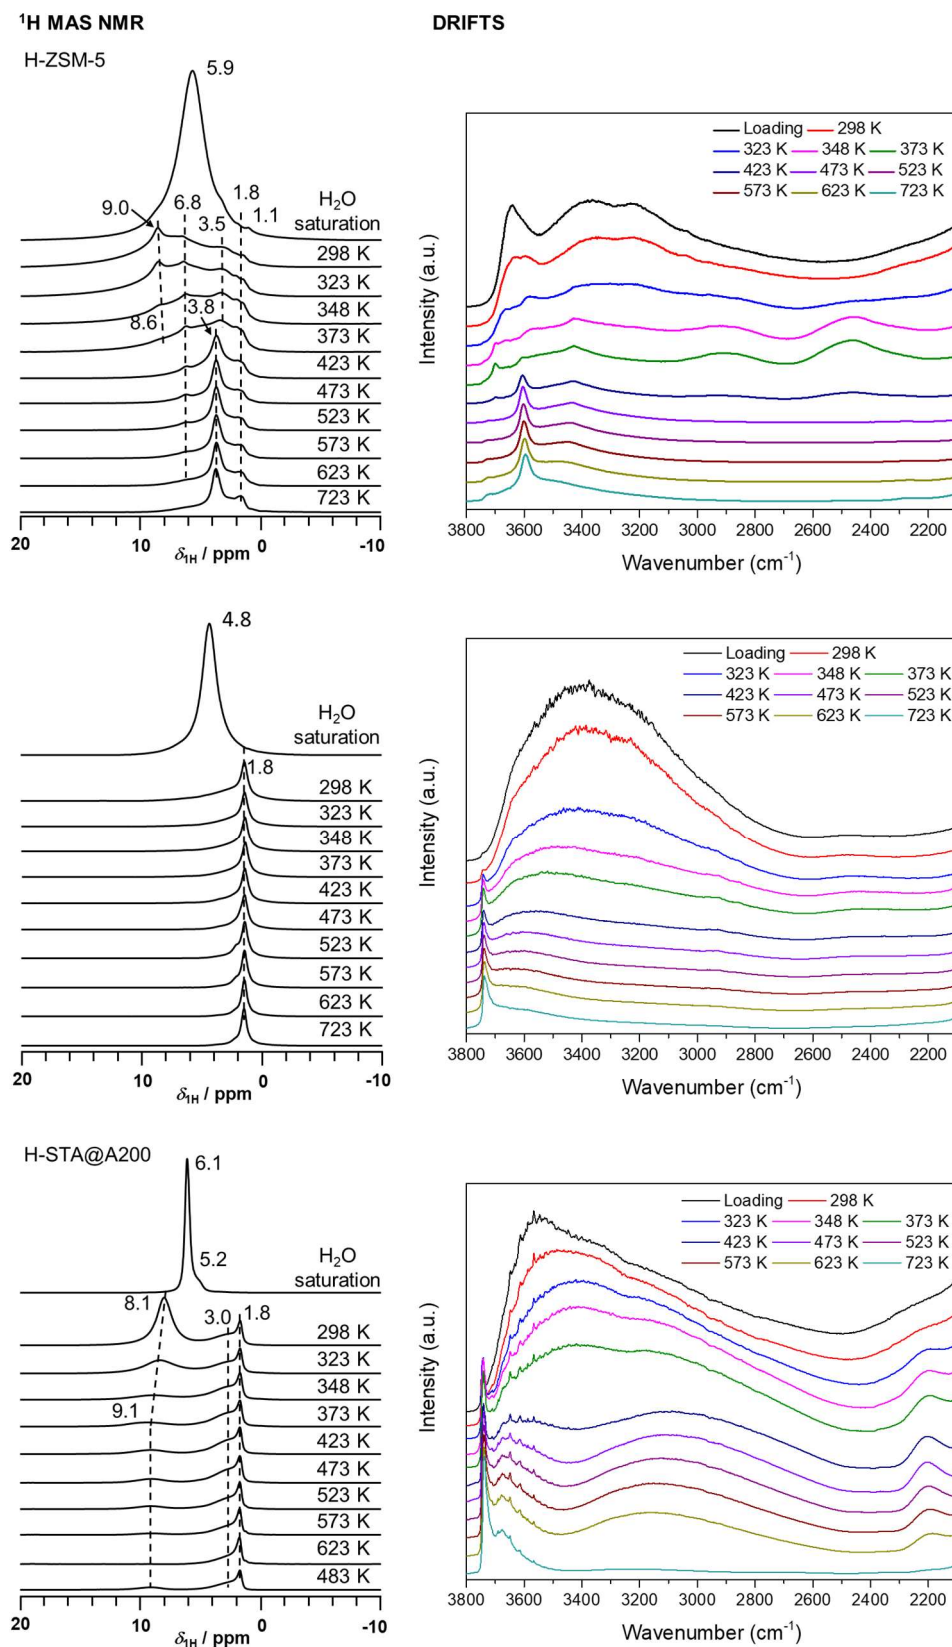 ¹H MAS NMR
DRIFTS
H-ZSM-5
5.9
9.0
6.8
3.5
1.8
1.1
H₂O
saturation
298 K
323 K
348 K
8.6
3.8
373 K
423 K
473 K
523 K
573 K
623 K
723 K
20 10 0 -10
δ1H / ppm
Loading 298 K
323 K 348 K 373 K
423 K 473 K 523 K
573 K 623 K 723 K
Intensity (a.u.)
3800 3600 3400 3200 3000 2800 2600 2400 2200
Wavenumber (cm⁻¹)
4.8
H₂O
saturation
1.8
298 K
323 K
348 K
373 K
423 K
473 K
523 K
573 K
623 K
723 K
20 10 0 -10
δ1H / ppm
Loading 298 K
323 K 348 K 373 K
423 K 473 K 523 K
573 K 623 K 723 K
Intensity (a.u.)
3800 3600 3400 3200 3000 2800 2600 2400 2200
Wavenumber (cm⁻¹)
H-STA@A200
6.1
5.2
H₂O
saturation
8.1
3.0
1.8
298 K
323 K
348 K
9.1
373 K
423 K
473 K
523 K
573 K
623 K
483 K
20 10 0 -10
δ1H / ppm
Loading 298 K
323 K 348 K 373 K
423 K 473 K 523 K
573 K 623 K 723 K
Intensity (a.u.)
3800 3600 3400 3200 3000 2800 2600 2400 2200
Wavenumber (cm⁻¹)